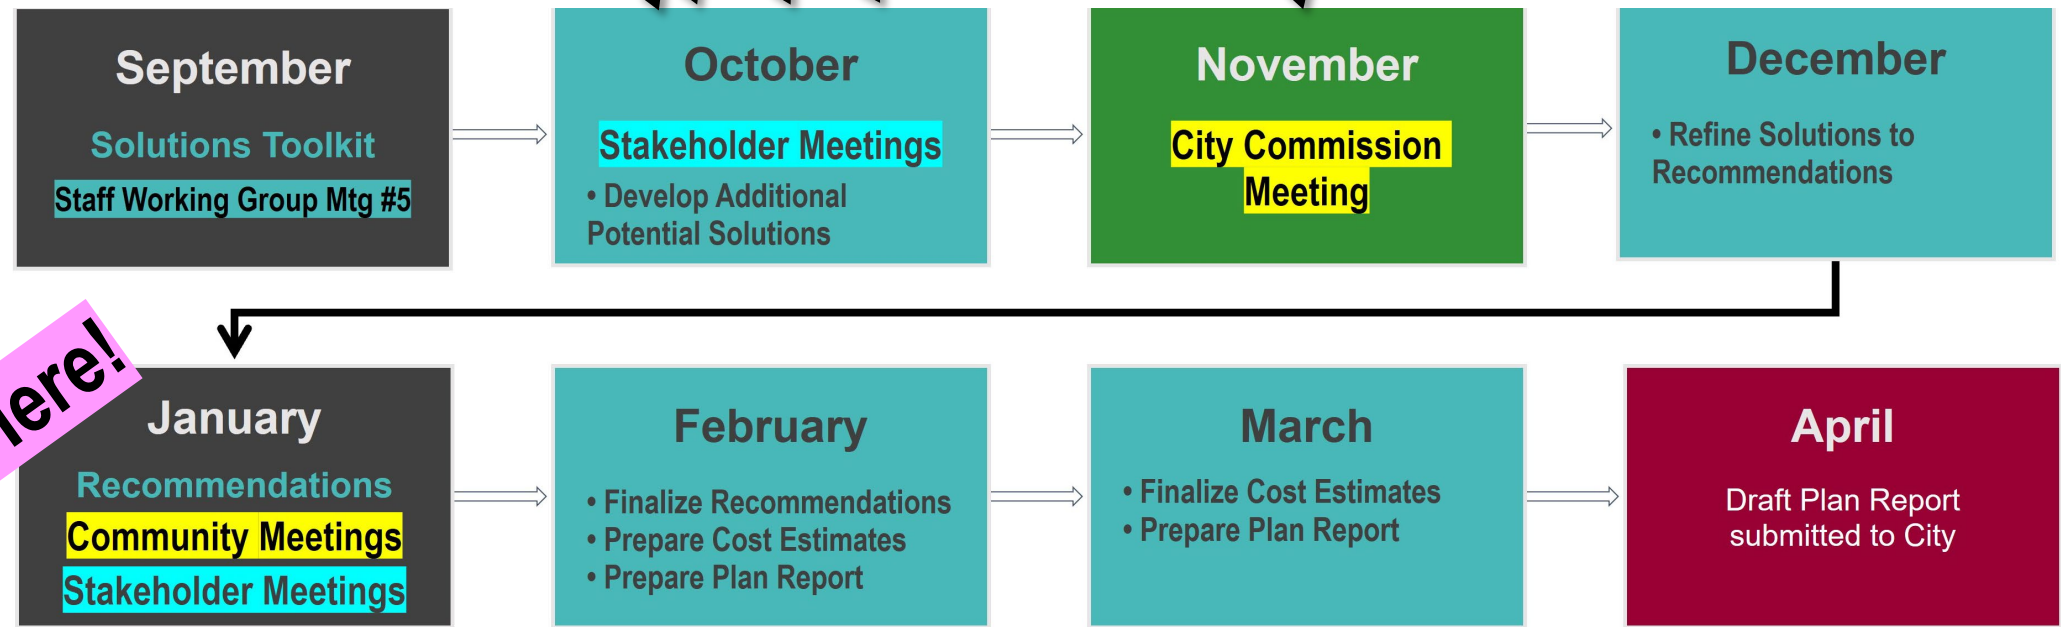 September
Solutions Toolkit
Staff Working Group Mtg #5
October
Stakeholder Meetings
• Develop Additional
Potential Solutions
November
City Commission
Meeting
December
• Refine Solutions to
Recommendations
January
Recommendations
Community Meetings
Stakeholder Meetings
February
• Finalize Recommendations
• Prepare Cost Estimates
• Prepare Plan Report
March
• Finalize Cost Estimates
• Prepare Plan Report
April
Draft Plan Report
submitted to City